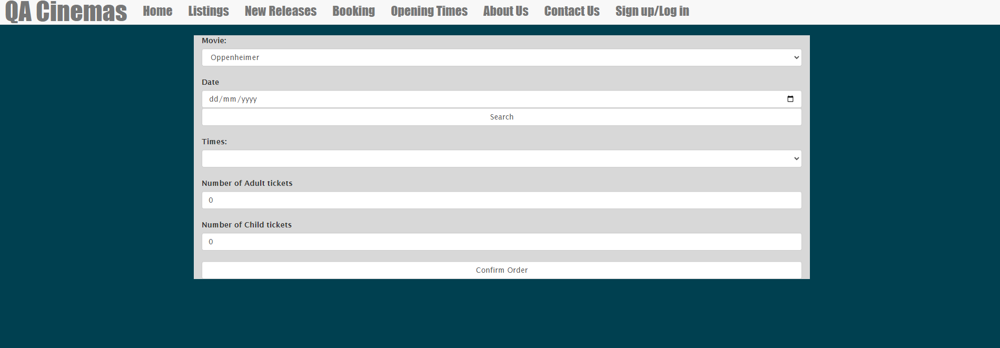 QA Cinemas Home Listings New Releases Booking Opening Times About Us Contact Us Sign up/Log in
Movie:
Oppenheimer
Date
dd/mm/yyyy
Search
Times:
Number of Adult tickets
0
Number of Child tickets
0
Confirm Order